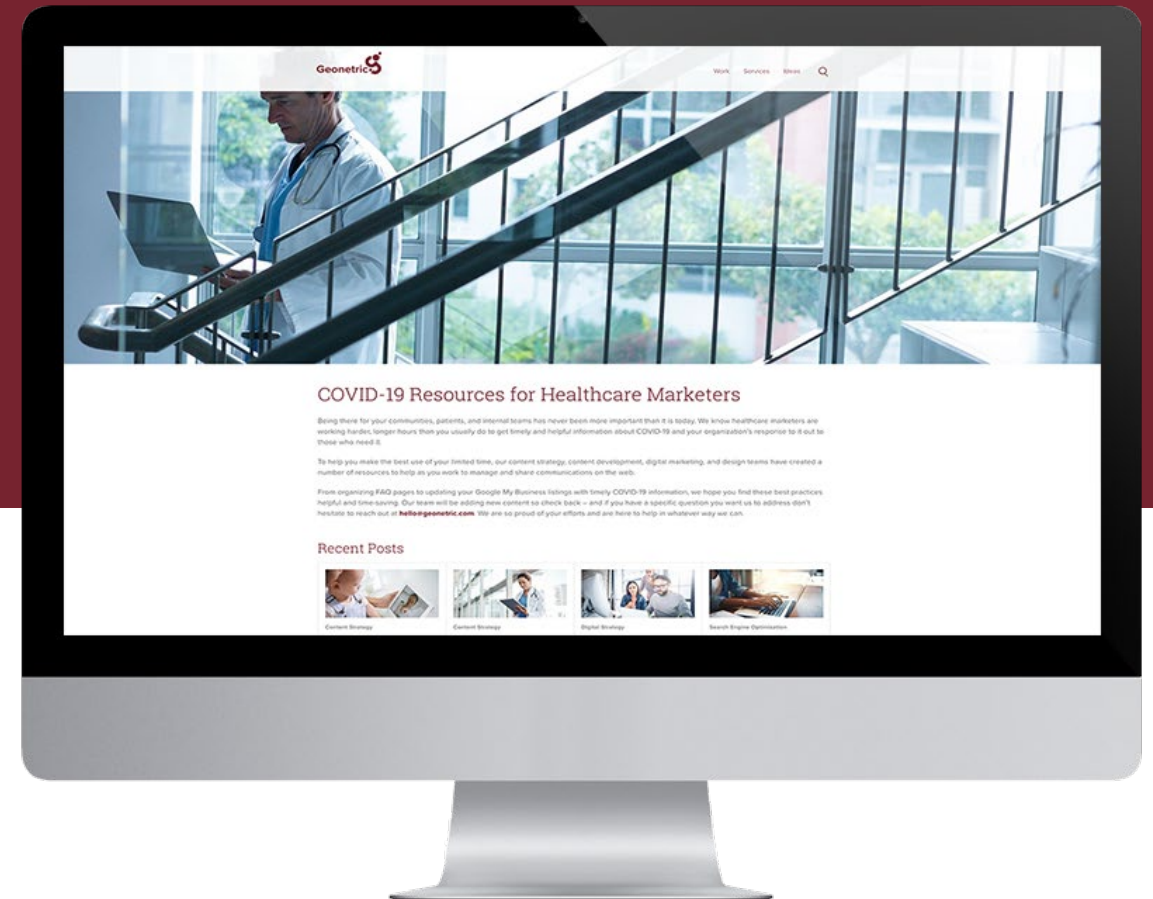 Geonetric
Work Services Ideas
COVID-19 Resources for Healthcare Marketers
Being there for your communities, patients, and internal teams has never been more important than it is today. We know healthcare marketers are
working harder, longer hours than you usually do to get timely and helpful information about COVID-19 and your organization's response to it out to
those who need it.
To help you make the best use of your limited time, our content strategy, content development, digital marketing, and design teams have created a
number of resources to help as you work to manage and share communications on the web.
From organizing FAQ pages to updating your Google My Business listings with timely COVID-19 information, we hope you find these best practices
helpful and time-saving. Our team will be adding new content so check back – and if you have a specific question you want us to address don't
hesitate to reach out at hello@geonetric.com. We are so proud of your efforts and are here to help in whatever way we can.
Recent Posts
Content Strategy Content Strategy Digital Strategy Search Engine Optimization